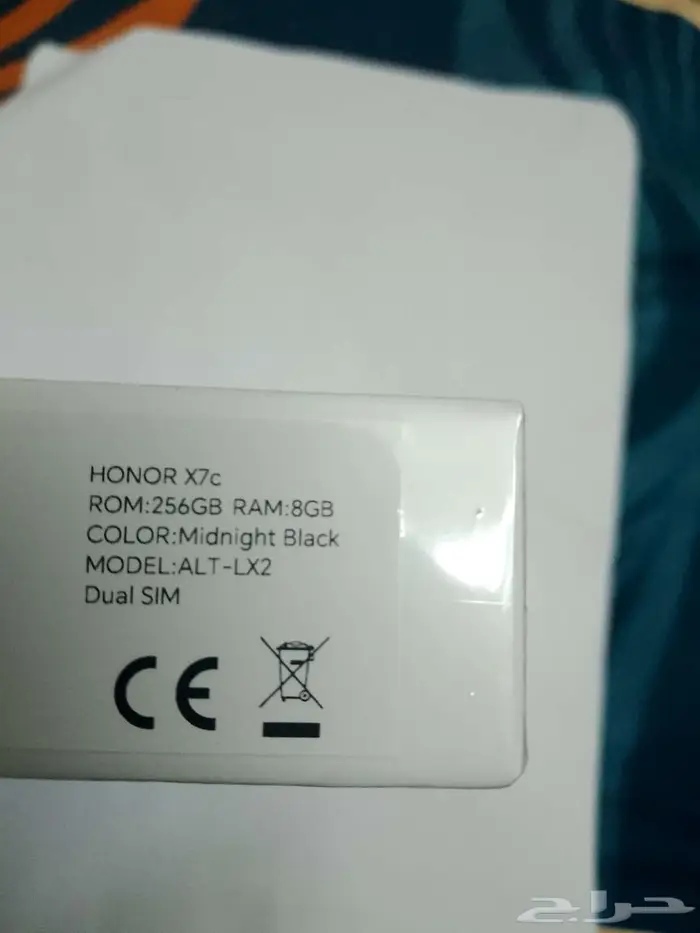 HONOR X7c
ROM:256GB RAM:8GB
COLOR:Midnight Black
MODEL:ALT-LX2
Dual SIM
CE
حراج